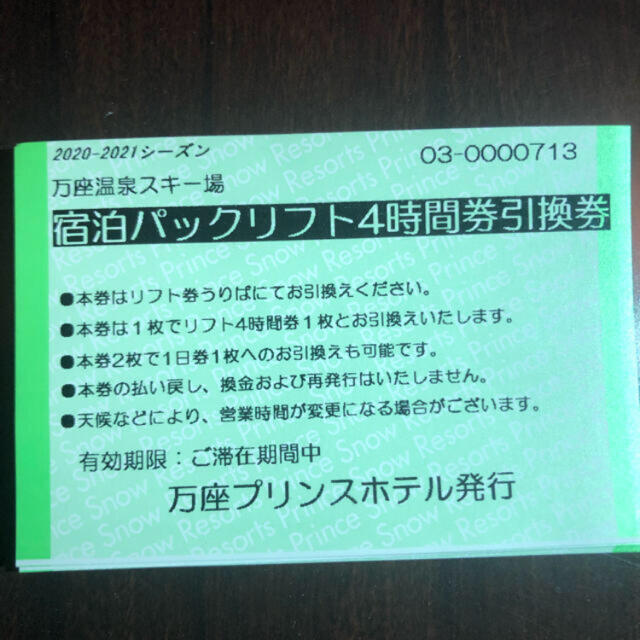 2020-2021シーズン
03-0000713
万座温泉スキー場
宿泊パックリフト4時間券引換券
●本券はリフト券うりばにてお引換えください。
●本券は1枚でリフト4時間券1枚とお引換えいたします。
●本券2枚で1日券1枚へのお引換えも可能です。
●本券の払い戻し、換金および再発行はいたしません。
●天候などにより、営業時間が変更になる場合がございます。
有効期限：ご滞在期間中
万座プリンスホテル発行
Prince Snow Resorts